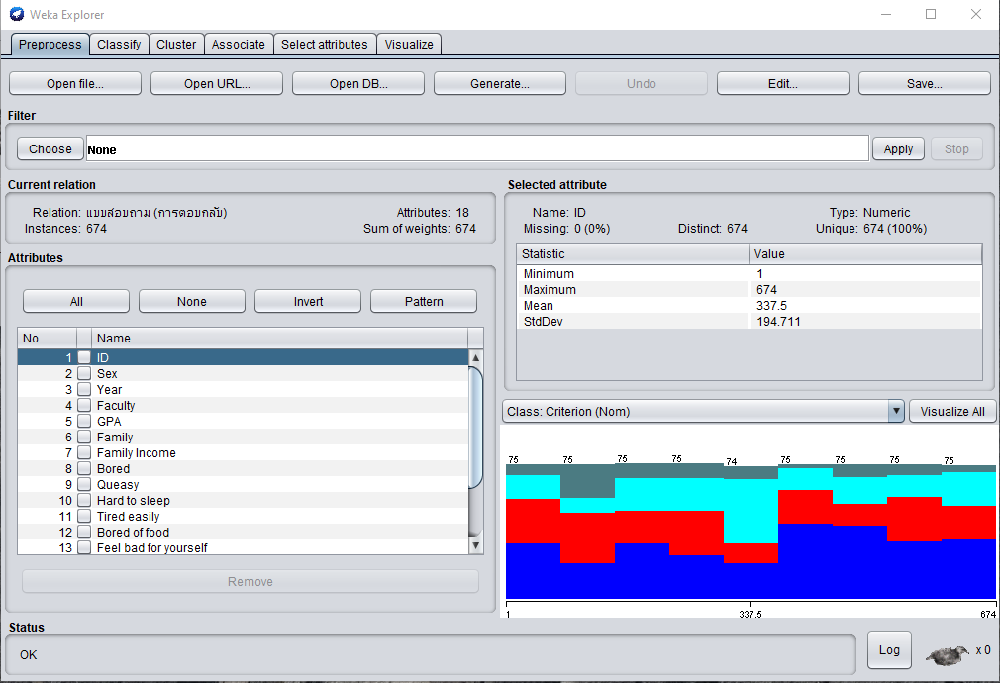 Weka Explorer
Preprocess Classify Cluster Associate Select attributes Visualize
Open file... Open URL... Open DB... Generate... Undo Edit... Save...
Filter
Choose None Apply Stop
Current relation
Relation: แบบสอบถาม (การตอบกลับ) Attributes: 18
Instances: 674 Sum of weights: 674
Attributes
All None Invert Pattern
No. Name
1 ID
2 Sex
3 Year
4 Faculty
5 GPA
6 Family
7 Family Income
8 Bored
9 Queasy
10 Hard to sleep
11 Tired easily
12 Bored of food
13 Feel bad for yourself
Remove
Selected attribute
Name: ID Type: Numeric
Missing: 0 (0%) Distinct: 674 Unique: 674 (100%)
Statistic Value
Minimum 1
Maximum 674
Mean 337.5
StdDev 194.711
Class: Criterion (Nom) Visualize All
75 75 75 75 74 75 75 75 75
1 337.5 674
Status
OK Log x 0